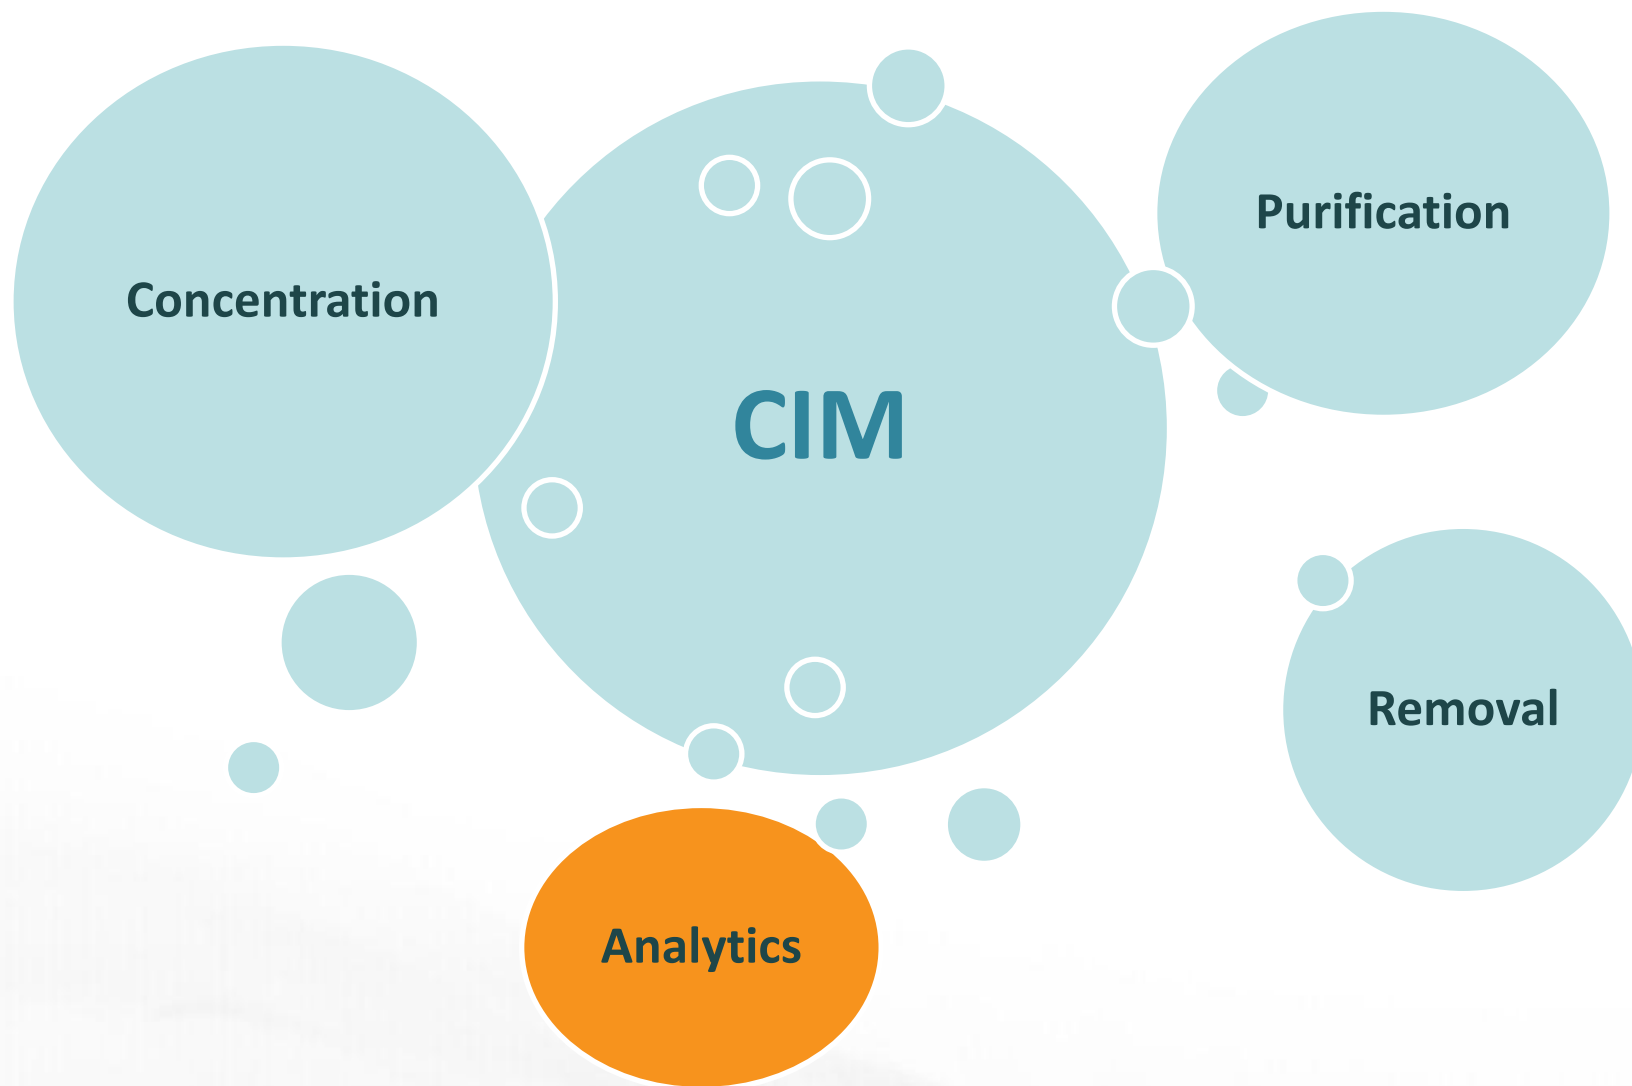 Concentration
CIM
Purification
Removal
Analytics